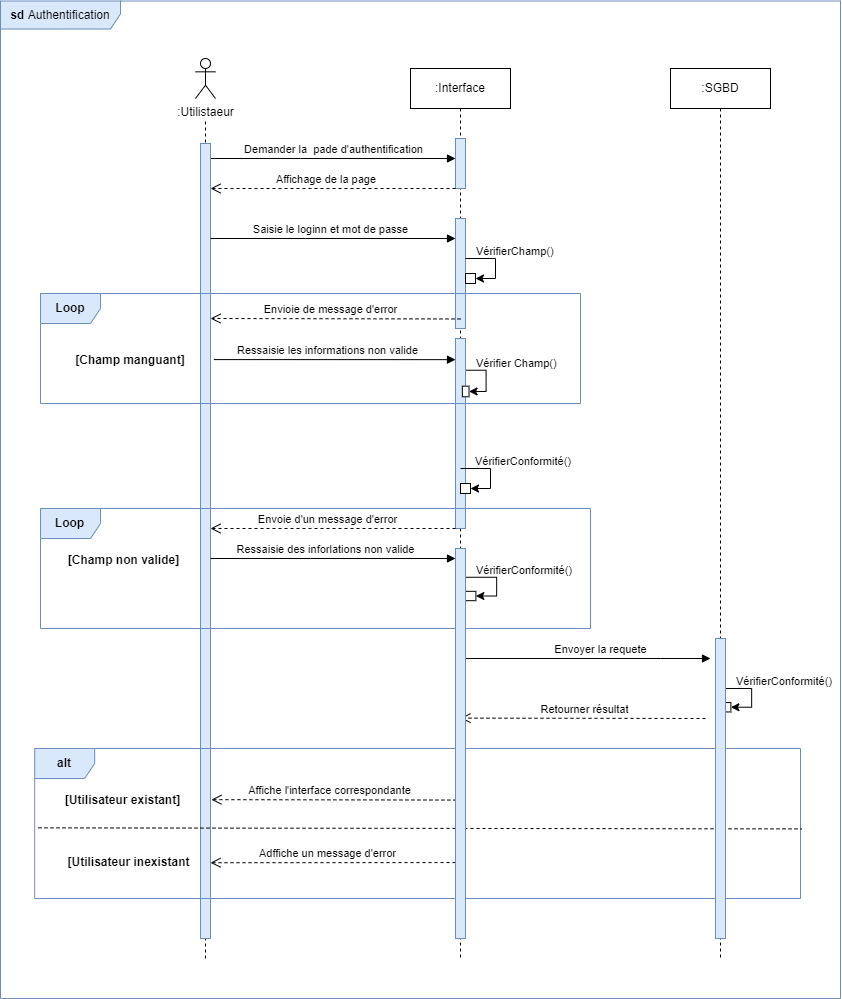 sd Authentification
:Utilistaeur
:Interface
:SGBD
Demander la pade d'authentification
Affichage de la page
Saisie le loginn et mot de passe
VérifierChamp()
Loop
Envioie de message d'error
Ressaisie les informations non valide
[Champ manguant]
Vérifier Champ()
VérifierConformité()
Loop
Envoie d'un message d'error
Ressaisie des inforlations non valide
[Champ non valide]
VérifierConformité()
Envoyer la requete
VérifierConformité()
Retourner résultat
alt
Affiche l'interface correspondante
[Utilisateur existant]
Adffiche un message d'error
[Utilisateur inexistant